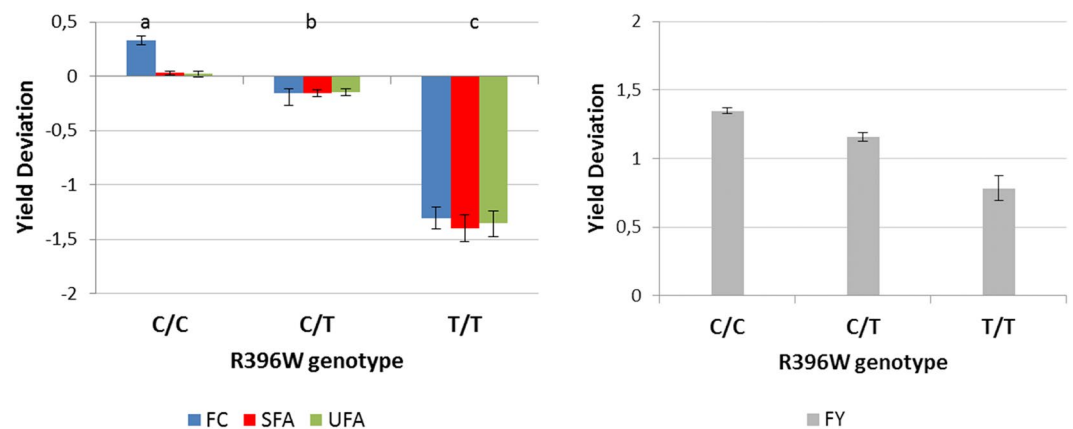 0,5
0
-0,5
-1
-1,5
-2
Yield Deviation
a b c
C/C C/T T/T
R396W genotype
FC SFA UFA
2
1,5
1
0,5
0
Yield Deviation
C/C C/T T/T
R396W genotype
FY